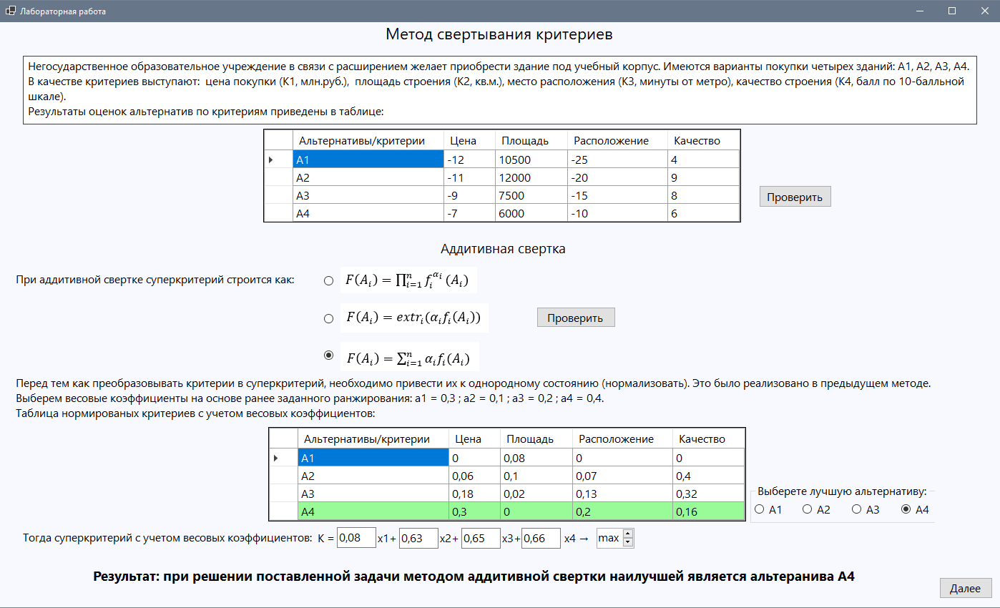 Лабораторная работа
Метод свертывания критериев
Негосударственное образовательное учреждение в связи с расширением желает приобрести здание под учебный корпус. Имеются варианты покупки четырех зданий: А1, А2, А3, А4.
В качестве критериев выступают: цена покупки (К1, млн.руб.), площадь строения (К2, кв.м.), место расположения (К3, минуты от метро), качество строения (К4, балл по 10-балльной
шкале).
Результаты оценок альтернатив по критериям приведены в таблице:
Альтернативы/критерии Цена Площадь Расположение Качество
А1 -12 10500 -25 4
А2 -11 12000 -20 9
А3 -9 7500 -15 8
А4 -7 6000 -10 6
Проверить
Аддитивная свертка
При аддитивной свертке суперкритерий строится как:
F(A_i) = ∏_{i=1}^{n} f_i^{α_i}(A_i)
F(A_i) = extr_i(α_i f_i(A_i))
Проверить
F(A_i) = ∑_{i=1}^{n} α_i f_i(A_i)
Перед тем как преобразовывать критерии в суперкритерий, необходимо привести их к однородному состоянию (нормализовать). Это было реализовано в предыдущем методе.
Выберем весовые коэффициенты на основе ранее заданного ранжирования: a1 = 0,3 ; a2 = 0,1 ; a3 = 0,2 ; a4 = 0,4.
Таблица нормированых критериев с учетом весовых коэффициентов:
Альтернативы/критерии Цена Площадь Расположение Качество
А1 0 0,08 0 0
А2 0,06 0,1 0,07 0,4
А3 0,18 0,02 0,13 0,32
А4 0,3 0 0,2 0,16
Выберете лучшую альтернативу:
А1 А2 А3 А4
Тогда суперкритерий с учетом весовых коэффициентов: K = 0,08 x1+ 0,63 x2+ 0,65 x3+ 0,66 x4 → max
Результат: при решении поставленной задачи методом аддитивной свертки наилучшей является альтеранива А4
Далее